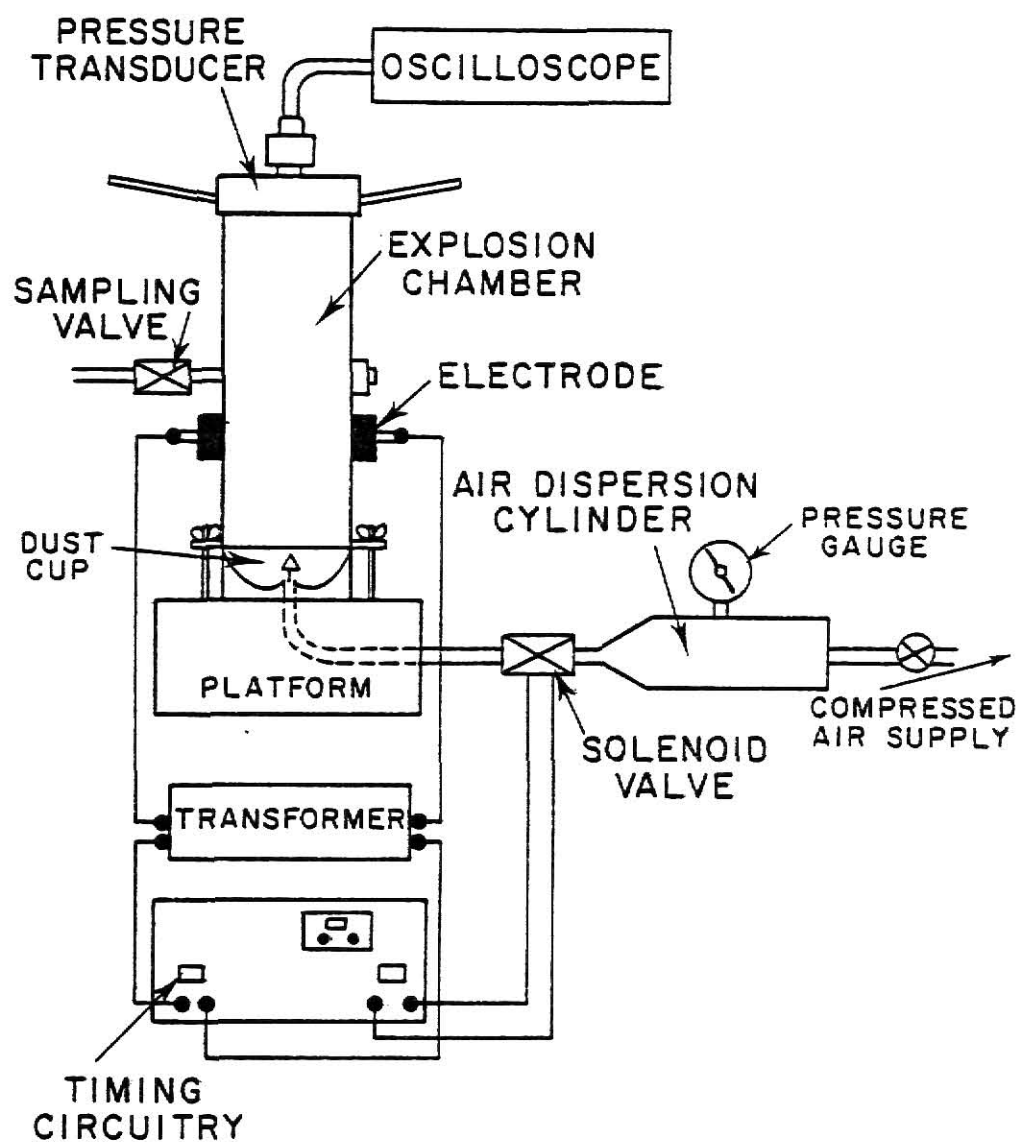 PRESSURE
TRANSDUCER
OSCILLOSCOPE
EXPLOSION
CHAMBER
SAMPLING
VALVE
ELECTRODE
AIR DISPERSION
CYLINDER
PRESSURE
GAUGE
DUST
CUP
PLATFORM
COMPRESSED
AIR SUPPLY
SOLENOID
VALVE
TRANSFORMER
TIMING
CIRCUITRY